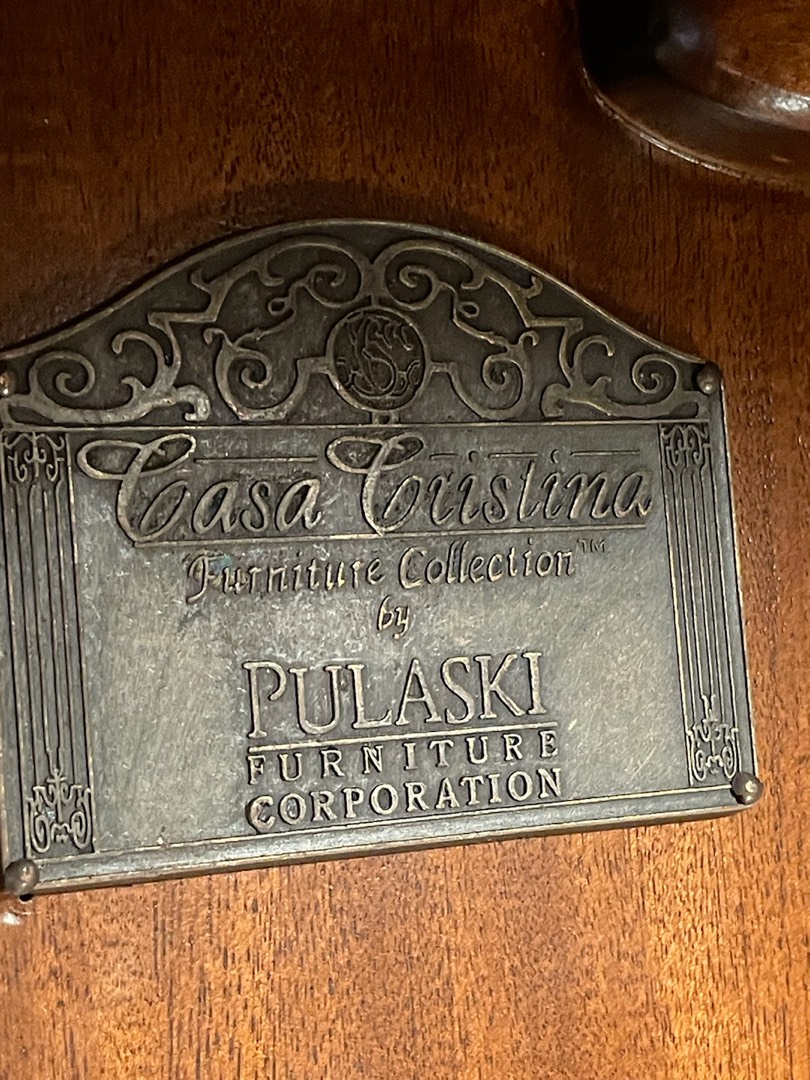 Casa Cristina
Furniture Collection™
by
PULASKI
FURNITURE
CORPORATION